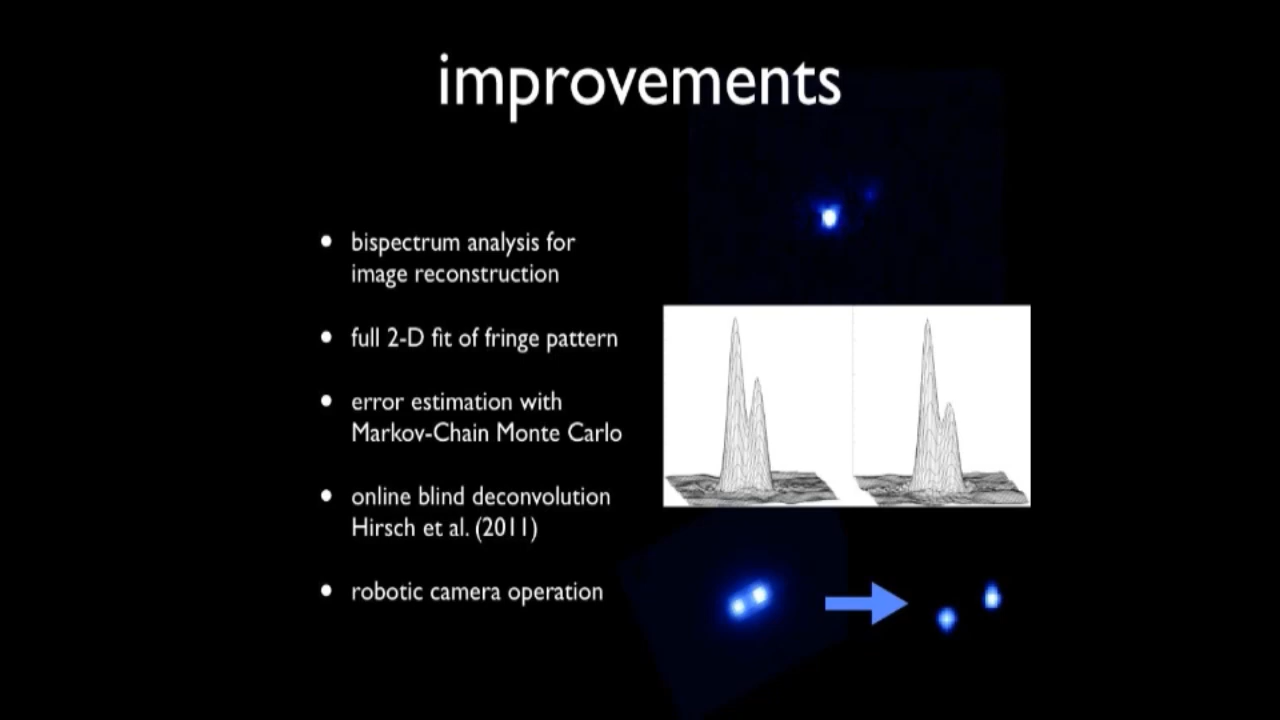 improvements
bispectrum analysis for
image reconstruction
full 2-D fit of fringe pattern
error estimation with
Markov-Chain Monte Carlo
online blind deconvolution
Hirsch et al. (2011)
robotic camera operation